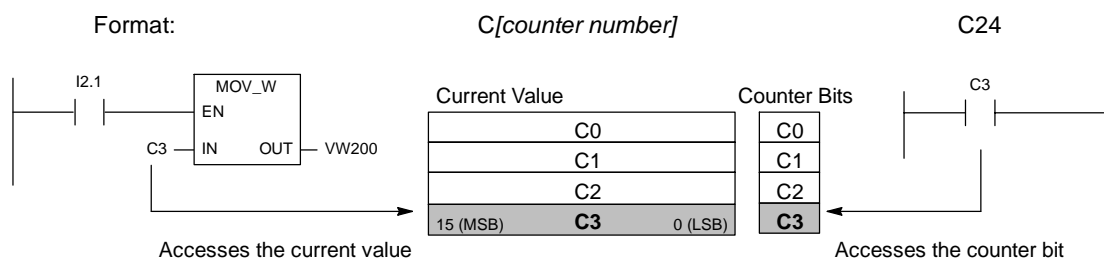 Format: C[counter number] C24
I2.1
MOV_W
EN
C3 IN OUT VW200
Current Value Counter Bits
C3
C0 C0
C1 C1
C2 C2
15 (MSB) C3 0 (LSB) C3
Accesses the current value Accesses the counter bit